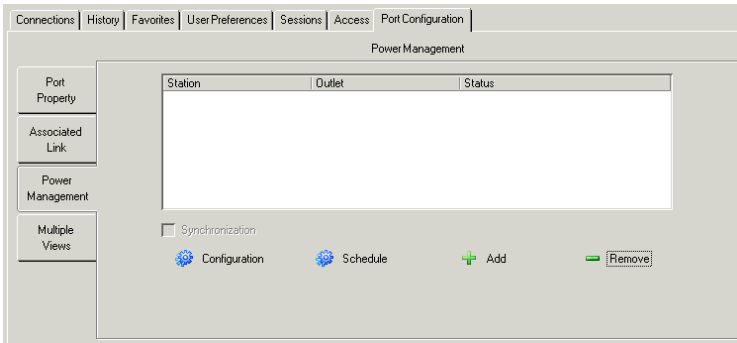 Connections History Favorites User Preferences Sessions Access Port Configuration
Power Management
Port
Property
Associated
Link
Power
Management
Multiple
Views
Station Outlet Status
Synchronization
Configuration Schedule Add Remove